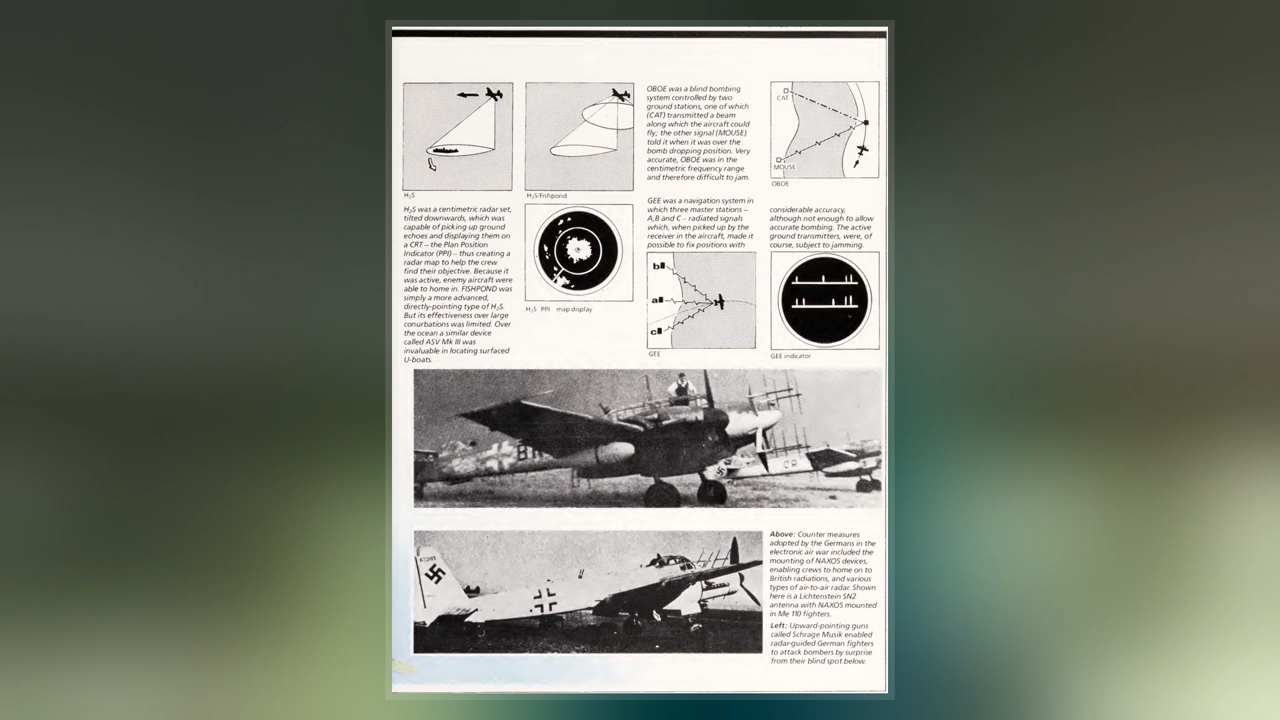 H₂S
H₂S Fishpond
H₂S was a centimetric radar set,
tilted downwards, which was
capable of picking up ground
echoes and displaying them on
a CRT – the Plan Position
Indicator (PPI) – thus creating a
radar map to help the crew
find their objective. Because it
was active, enemy aircraft were
able to home in. FISHPOND was
simply a more advanced,
directly-pointing type of H₂S.
But its effectiveness over large
conurbations was limited. Over
the ocean a similar device
called ASV Mk III was
invaluable in locating surfaced
U-boats.
H₂S PPI map display
OBOE was a blind bombing
system controlled by two
ground stations, one of which
(CAT) transmitted a beam
along which the aircraft could
fly; the other signal (MOUSE)
told it when it was over the
bomb dropping position. Very
accurate, OBOE was in the
centimetric frequency range
and therefore difficult to jam.
CAT
MOUSE
OBOE
GEE was a navigation system in
which three master stations –
A,B and C – radiated signals
which, when picked up by the
receiver in the aircraft, made it
possible to fix positions with
considerable accuracy,
although not enough to allow
accurate bombing. The active
ground transmitters, were, of
course, subject to jamming.
b
a
c
GEE
GEE indicator
CR
Above: Counter measures
adopted by the Germans in the
electronic air war included the
mounting of NAXOS devices,
enabling crews to home on to
British radiations, and various
types of air-to-air radar. Shown
here is a Lichtenstein SN2
antenna with NAXOS mounted
in Me 110 fighters.
Left: Upward-pointing guns
called Schrage Musik enabled
radar-guided German fighters
to attack bombers by surprise
from their blind spot below.